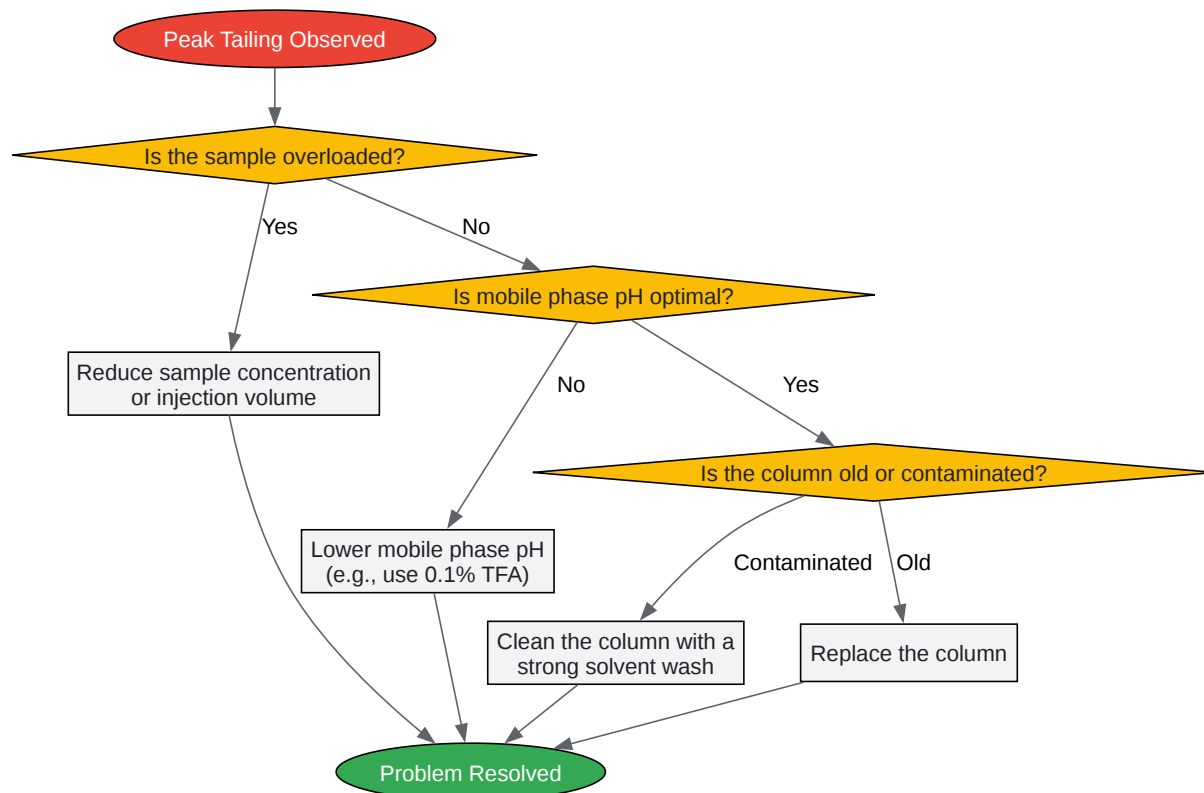 Peak Tailing Observed
Is the sample overloaded?
Yes
No
Is mobile phase pH optimal?
Reduce sample concentration
or injection volume
No
Yes
Is the column old or contaminated?
Lower mobile phase pH
(e.g., use 0.1% TFA)
Contaminated
Old
Clean the column with a
strong solvent wash
Replace the column
Problem Resolved